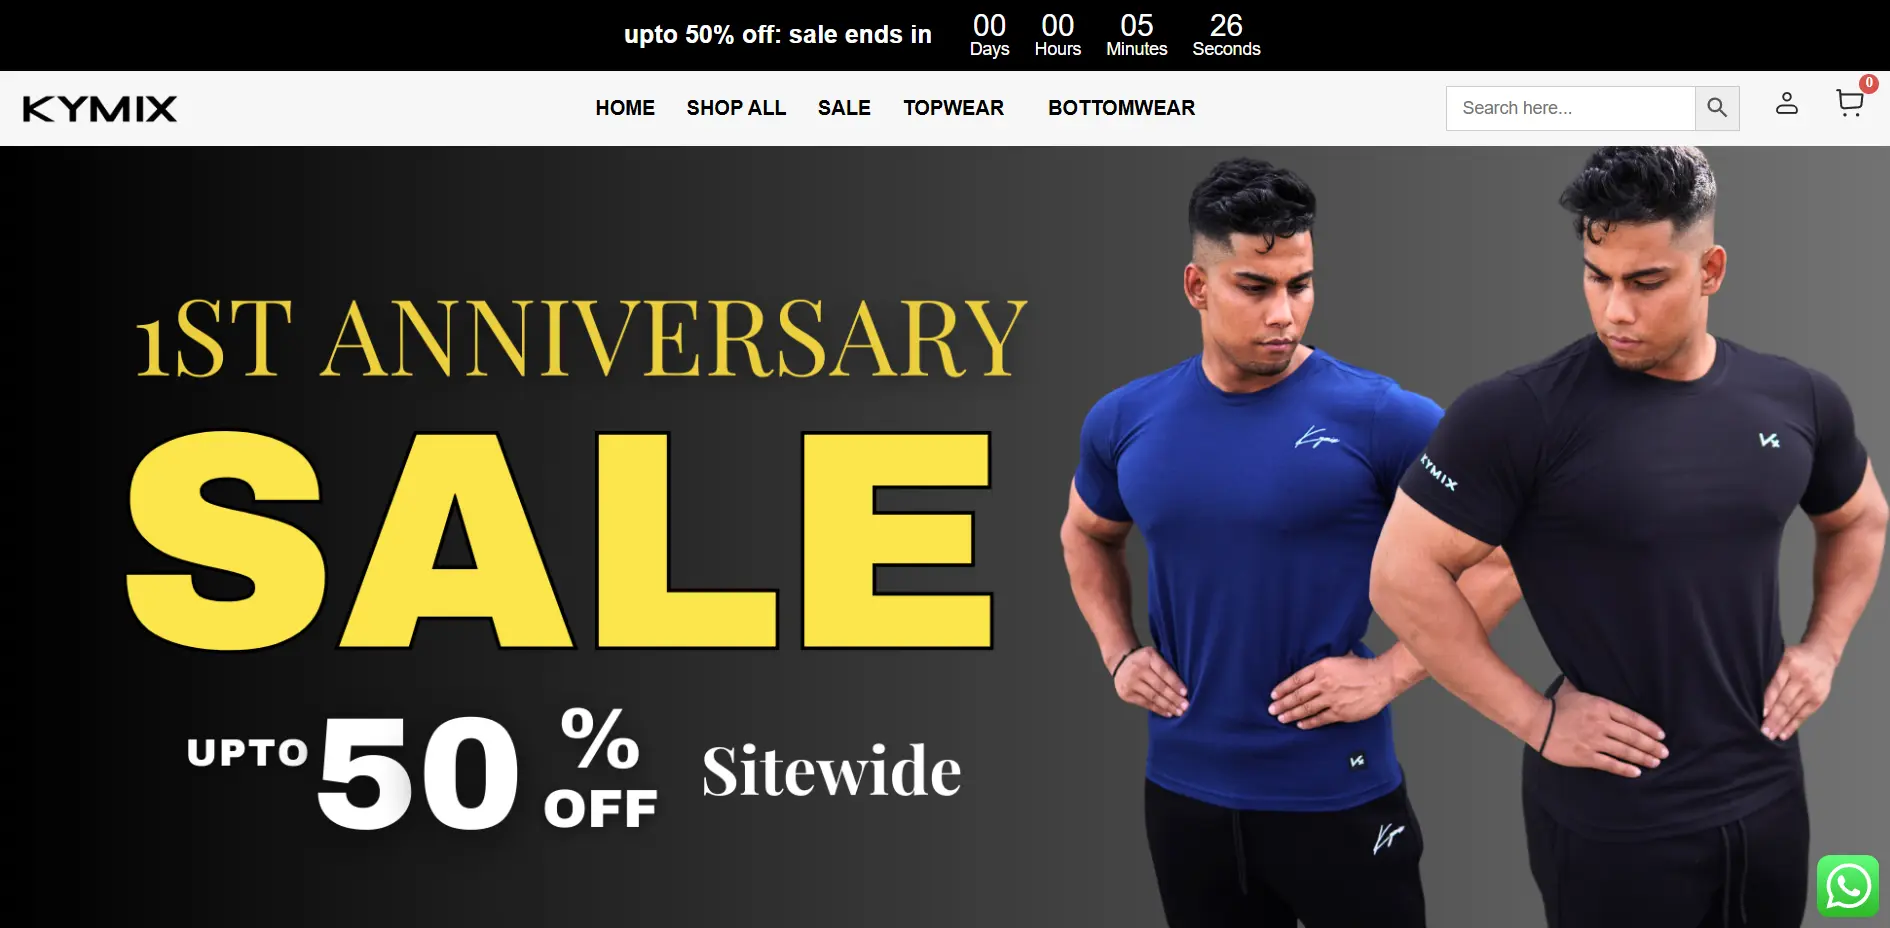 upto 50% off: sale ends in
00 00 05 26
Days Hours Minutes Seconds
KYMIX
HOME SHOP ALL SALE TOPWEAR BOTTOMWEAR
Search here...
0
1ST ANNIVERSARY
SALE
UPTO 50 % OFF Sitewide
KYMIX